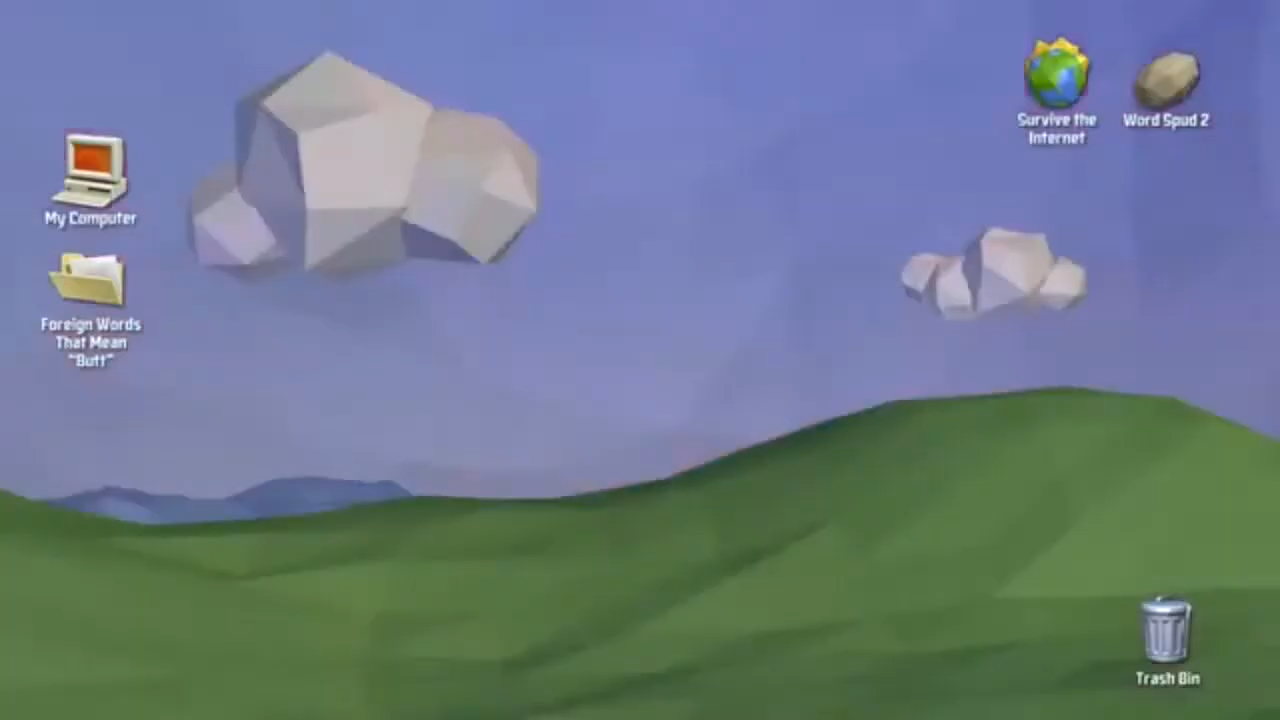 My Computer
Foreign Words
That Mean
"Butt"
Survive the
Internet
Word Spud 2
Trash Bin